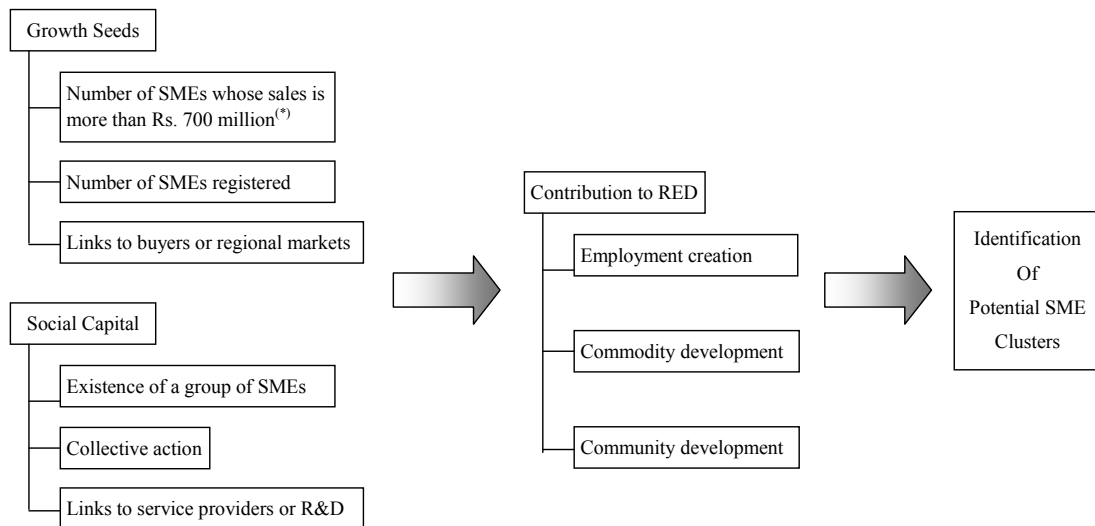 Growth Seeds
Number of SMEs whose sales is
more than Rs. 700 million(*)
Number of SMEs registered
Links to buyers or regional markets
Social Capital
Existence of a group of SMEs
Collective action
Links to service providers or R&D
Contribution to RED
Employment creation
Commodity development
Community development
Identification
Of
Potential SME
Clusters